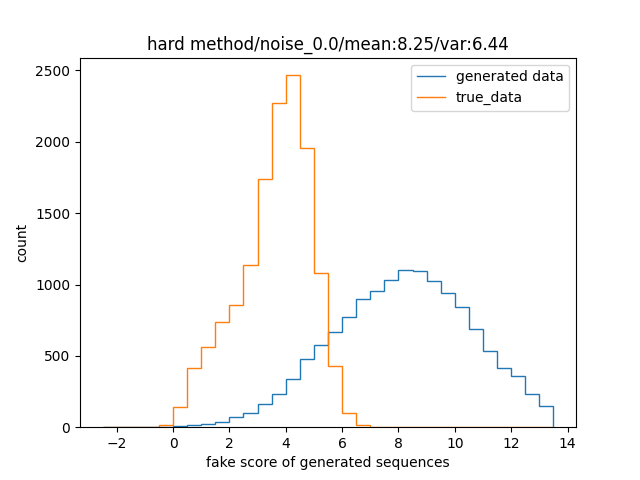 hard method/noise_0.0/mean:8.25/var:6.44
generated data
true_data
2500
2000
1500
1000
500
0
count
−2 0 2 4 6 8 10 12 14
fake score of generated sequences